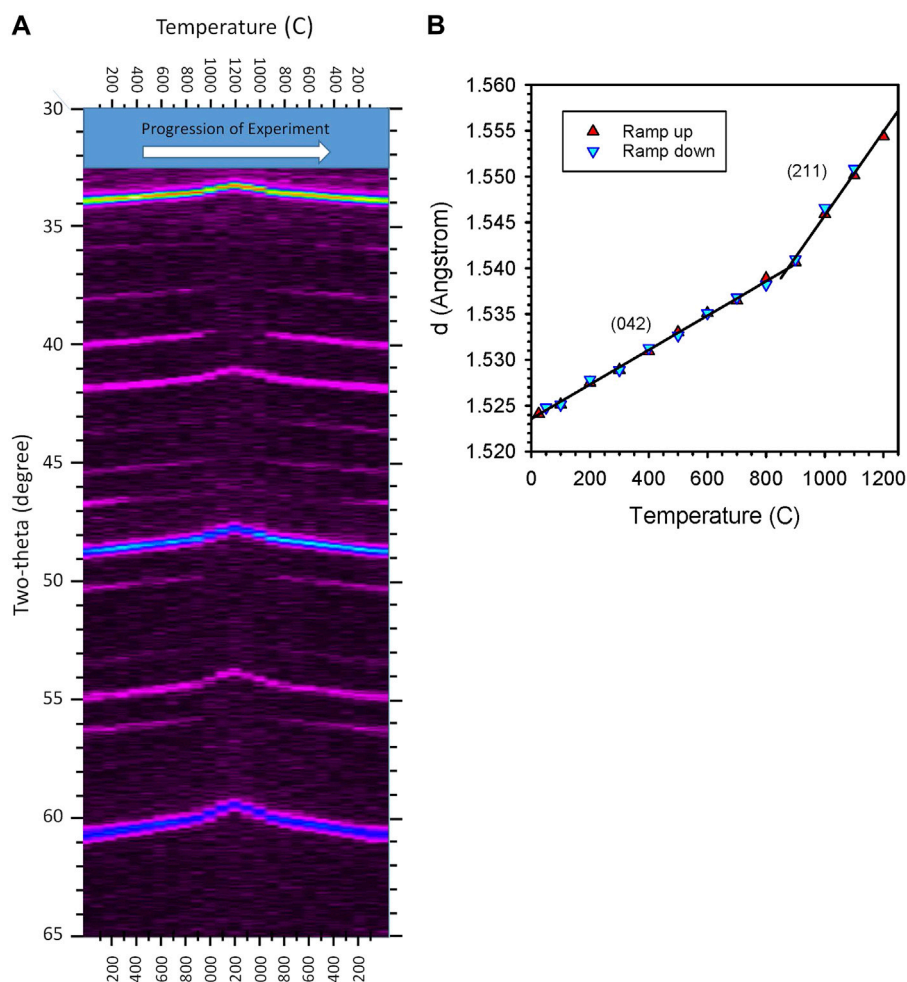 A
Temperature (C)
200 400 600 800 1000 1200 1000 800 600 400 200
30
Progression of Experiment
35
40
45
50
55
60
65
Two-theta (degree)
200 400 600 800 000 200 000 800 600 400 200
B
1.560
1.555
1.550
1.545
1.540
1.535
1.530
1.525
1.520
d (Angstrom)
Ramp up
Ramp down
(211)
(042)
0 200 400 600 800 1000 1200
Temperature (C)